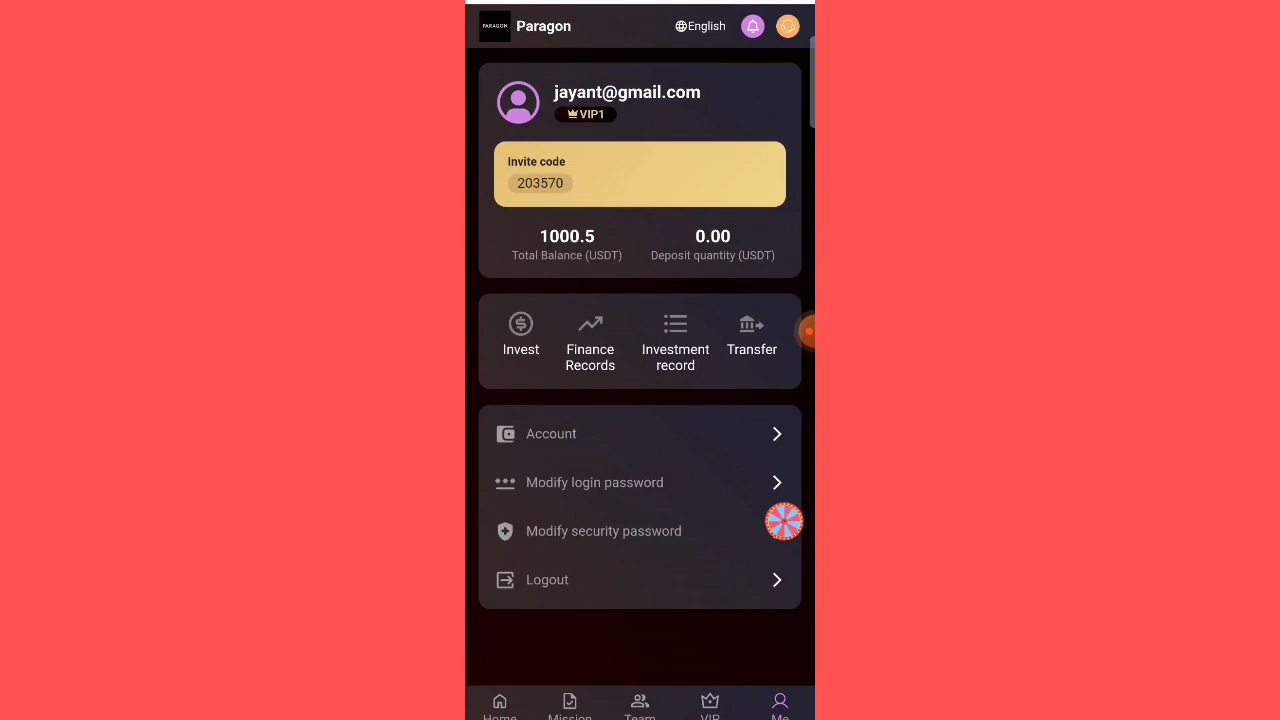 PARAGON
Paragon
English
jayant@gmail.com
VIP1
Invite code
203570
1000.5
0.00
Total Balance (USDT)
Deposit quantity (USDT)
Invest
Finance
Records
Investment
record
Transfer
Account
Modify login password
Modify security password
Logout
Home
Mission
Team
VIP
Me